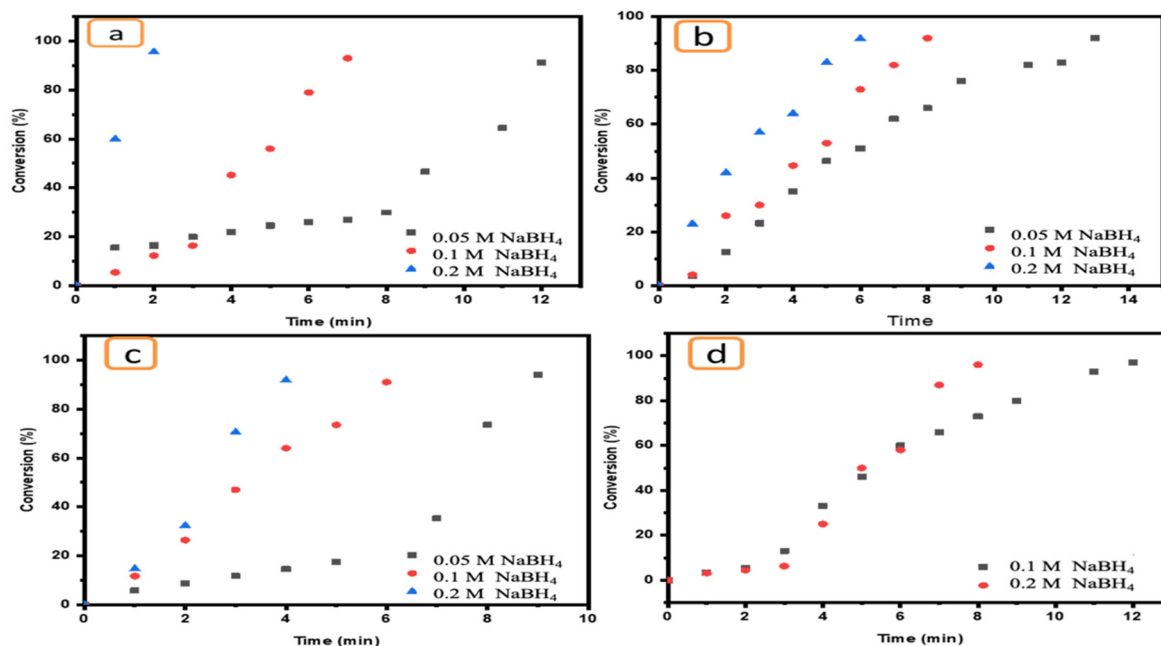 a
100
80
60
40
20
0
Conversion (%)
0.05 M NaBH₄
0.1 M NaBH₄
0.2 M NaBH₄
0 2 4 6 8 10 12
Time (min)
b
100
80
60
40
20
0
Conversion (%)
0.05 M NaBH₄
0.1 M NaBH₄
0.2 M NaBH₄
0 2 4 6 8 10 12 14
Time
c
100
80
60
40
20
0
Conversion (%)
0.05 M NaBH₄
0.1 M NaBH₄
0.2 M NaBH₄
0 2 4 6 8 10
Time (min)
d
100
80
60
40
20
0
Conversion (%)
0.1 M NaBH₄
0.2 M NaBH₄
0 2 4 6 8 10 12
Time (min)